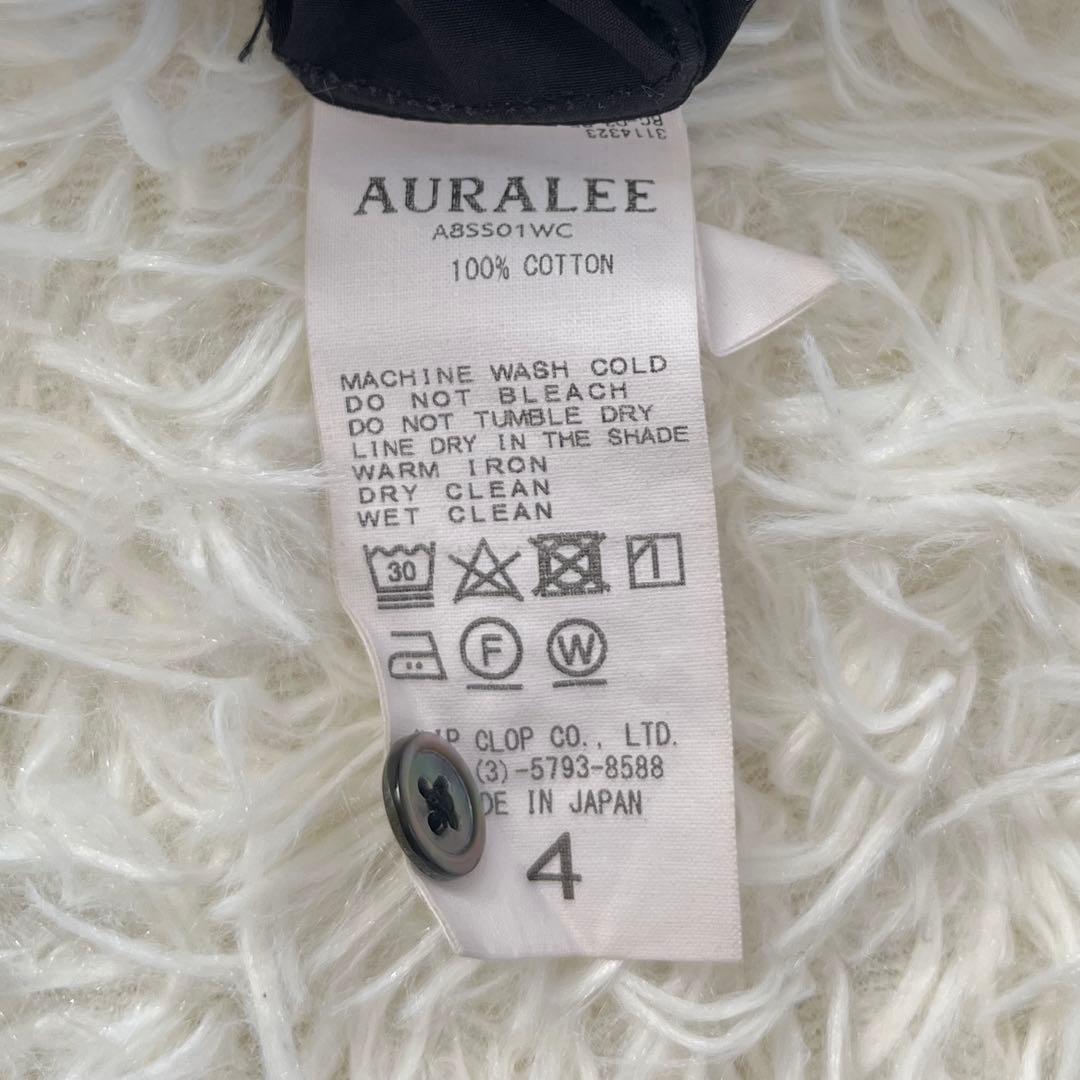 3114323
AURALEE
A8SS01WC
100% COTTON
MACHINE WASH COLD
DO NOT BLEACH
DO NOT TUMBLE DRY
LINE DRY IN THE SHADE
WARM IRON
DRY CLEAN
WET CLEAN
30
F W
CLOP CO., LTD.
(3)-5793-8588
IN JAPAN
4